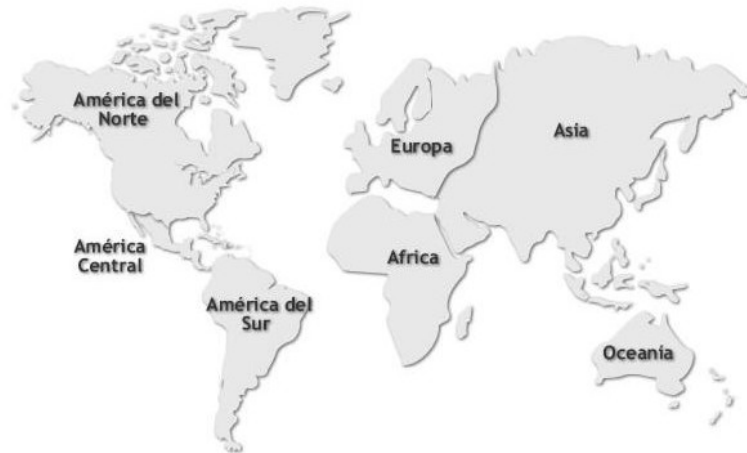 América del
Norte
Europa
Asia
América
Central
Africa
América del
Sur
Oceanía